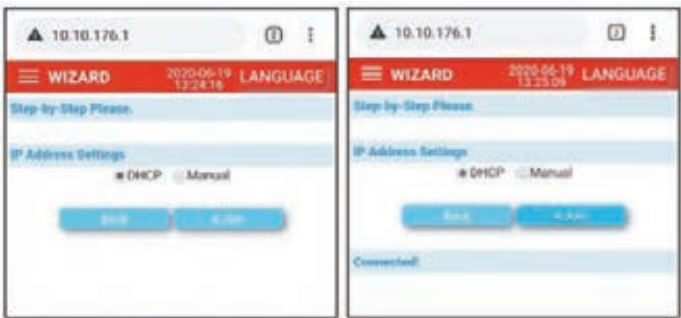 10.10.176.1
WIZARD 2020-06-19 13:24:16 LANGUAGE
Step-by-Step Please.
IP Address Settings
DHCP Manual
Back
10.10.176.1
WIZARD 2020-06-19 13:25:09 LANGUAGE
Step-by-Step Please
IP Address Settings
DHCP Manual
Back
Connected!